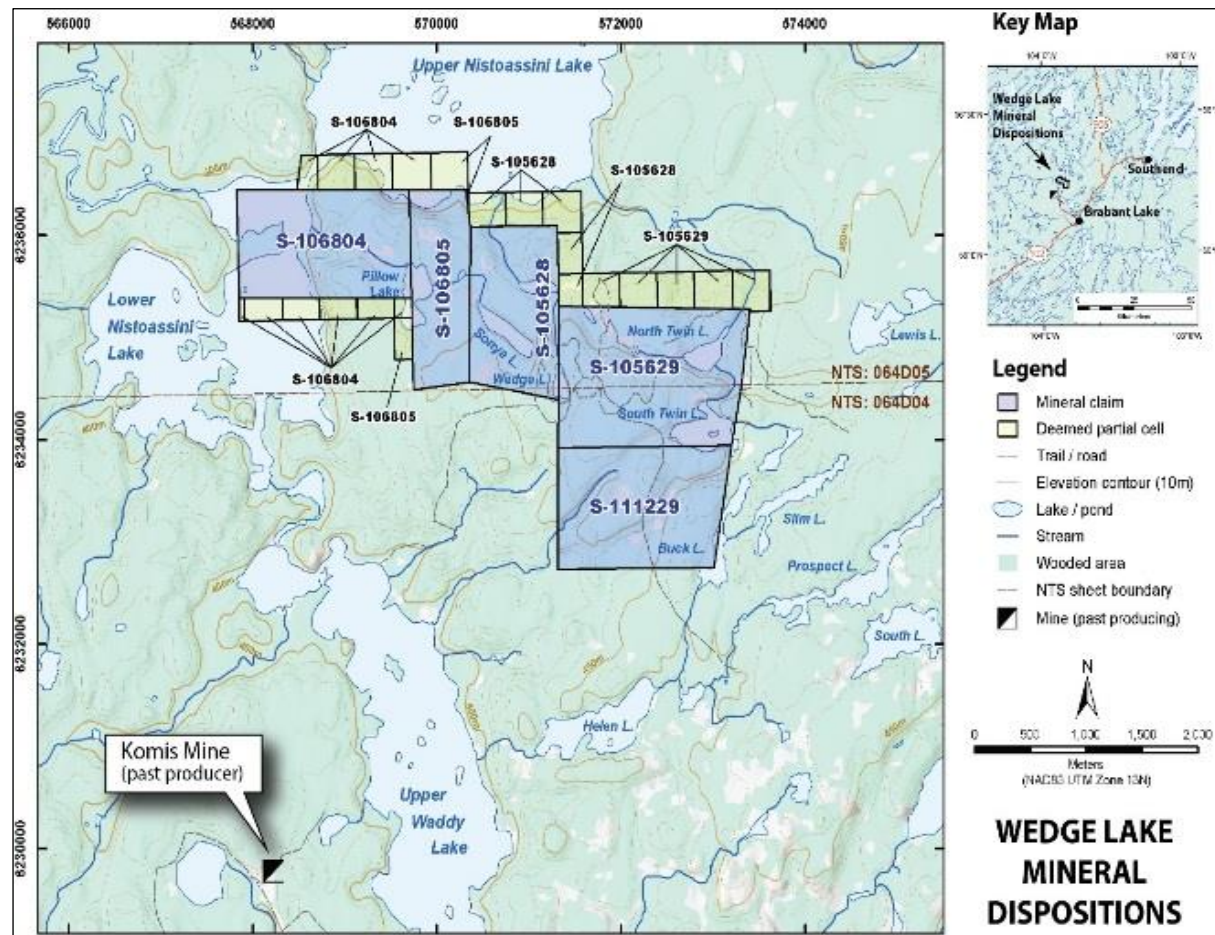 566000
568000
570000
572000
574000
Upper Nistoassini Lake
S-106804
S-106805
S-105628
S-105628
S-105629
6236000
S-106804
S-106805
S-105628
Pillow
Lake
Lower
Nistoassini
Lake
Sonya L.
Wedge L.
North Twin L.
Lewis L.
S-105629
S-106804
S-106805
NTS: 064D05
NTS: 064D04
South Twin L.
6234000
S-111229
Slim L.
Buck L.
Prospect L.
6232000
South L.
Helen L.
Komis Mine
(past producer)
Upper
Waddy
Lake
6230000
Key Map
Wedge Lake
Mineral
Dispositions
Southend
Brabant Lake
Legend
Mineral claim
Deemed partial cell
Trail / road
Elevation contour (10m)
Lake / pond
Stream
Wooded area
NTS sheet boundary
Mine (past producing)
N
0 500 1,000 1,500 2,000
Meters
(NAD83 UTM Zone 13N)
WEDGE LAKE
MINERAL
DISPOSITIONS